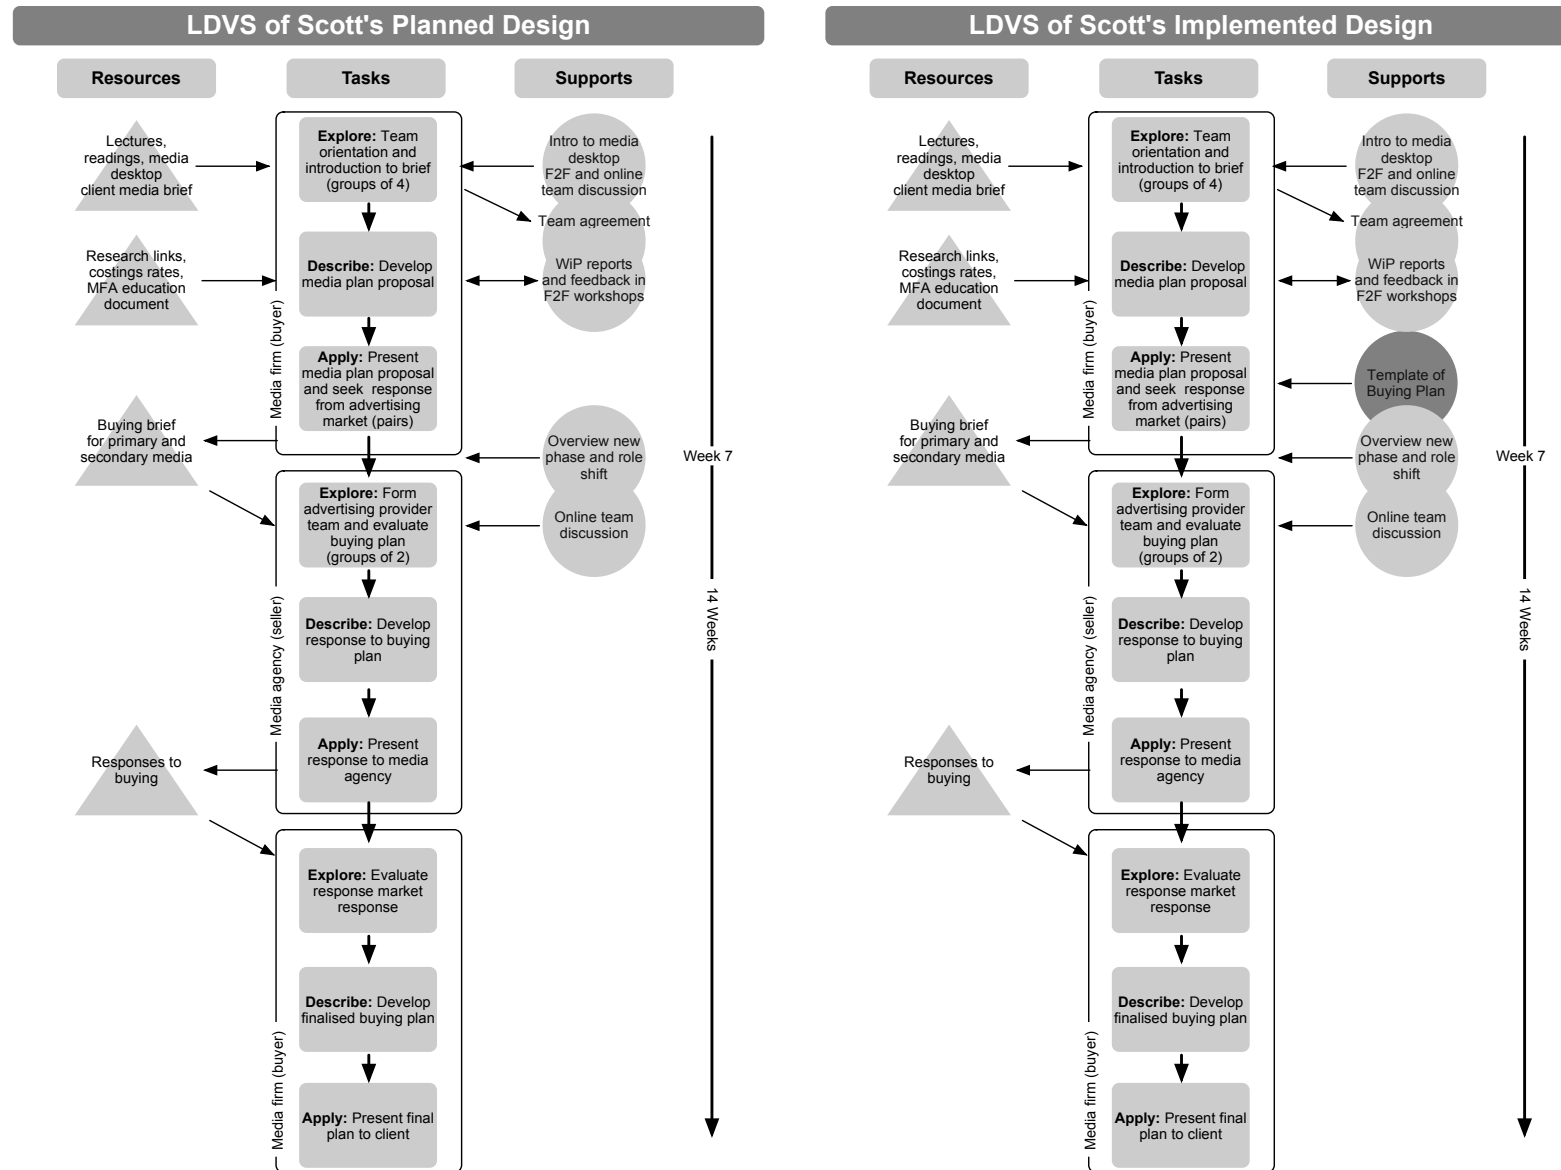 LDVS of Scott's Planned Design
Resources
Tasks
Supports
Lectures,
readings, media
desktop
client media brief
Explore: Team
orientation and
introduction to brief
(groups of 4)
Intro to media
desktop
F2F and online
team discussion
Team agreement
Research links,
costings rates,
MFA education
document
Describe: Develop
media plan proposal
WiP reports
and feedback in
F2F workshops
Media firm (buyer)
Apply: Present
media plan proposal
and seek response
from advertising
market (pairs)
Buying brief
for primary and
secondary media
Overview new
phase and role
shift
Week 7
Explore: Form
advertising provider
team and evaluate
buying plan
(groups of 2)
Online team
discussion
Media agency (seller)
Describe: Develop
response to buying
plan
14 Weeks
Apply: Present
response to media
agency
Responses to
buying
Explore: Evaluate
response market
response
Describe: Develop
finalised buying plan
Media firm (buyer)
Apply: Present final
plan to client
LDVS of Scott's Implemented Design
Resources
Tasks
Supports
Lectures,
readings, media
desktop
client media brief
Explore: Team
orientation and
introduction to brief
(groups of 4)
Intro to media
desktop
F2F and online
team discussion
Team agreement
Research links,
costings rates,
MFA education
document
Describe: Develop
media plan proposal
WiP reports
and feedback in
F2F workshops
Media firm (buyer)
Apply: Present
media plan proposal
and seek response
from advertising
market (pairs)
Template of
Buying Plan
Buying brief
for primary and
secondary media
Overview new
phase and role
shift
Week 7
Explore: Form
advertising provider
team and evaluate
buying plan
(groups of 2)
Online team
discussion
Media agency (seller)
Describe: Develop
response to buying
plan
14 Weeks
Apply: Present
response to media
agency
Responses to
buying
Explore: Evaluate
response market
response
Describe: Develop
finalised buying plan
Media firm (buyer)
Apply: Present final
plan to client